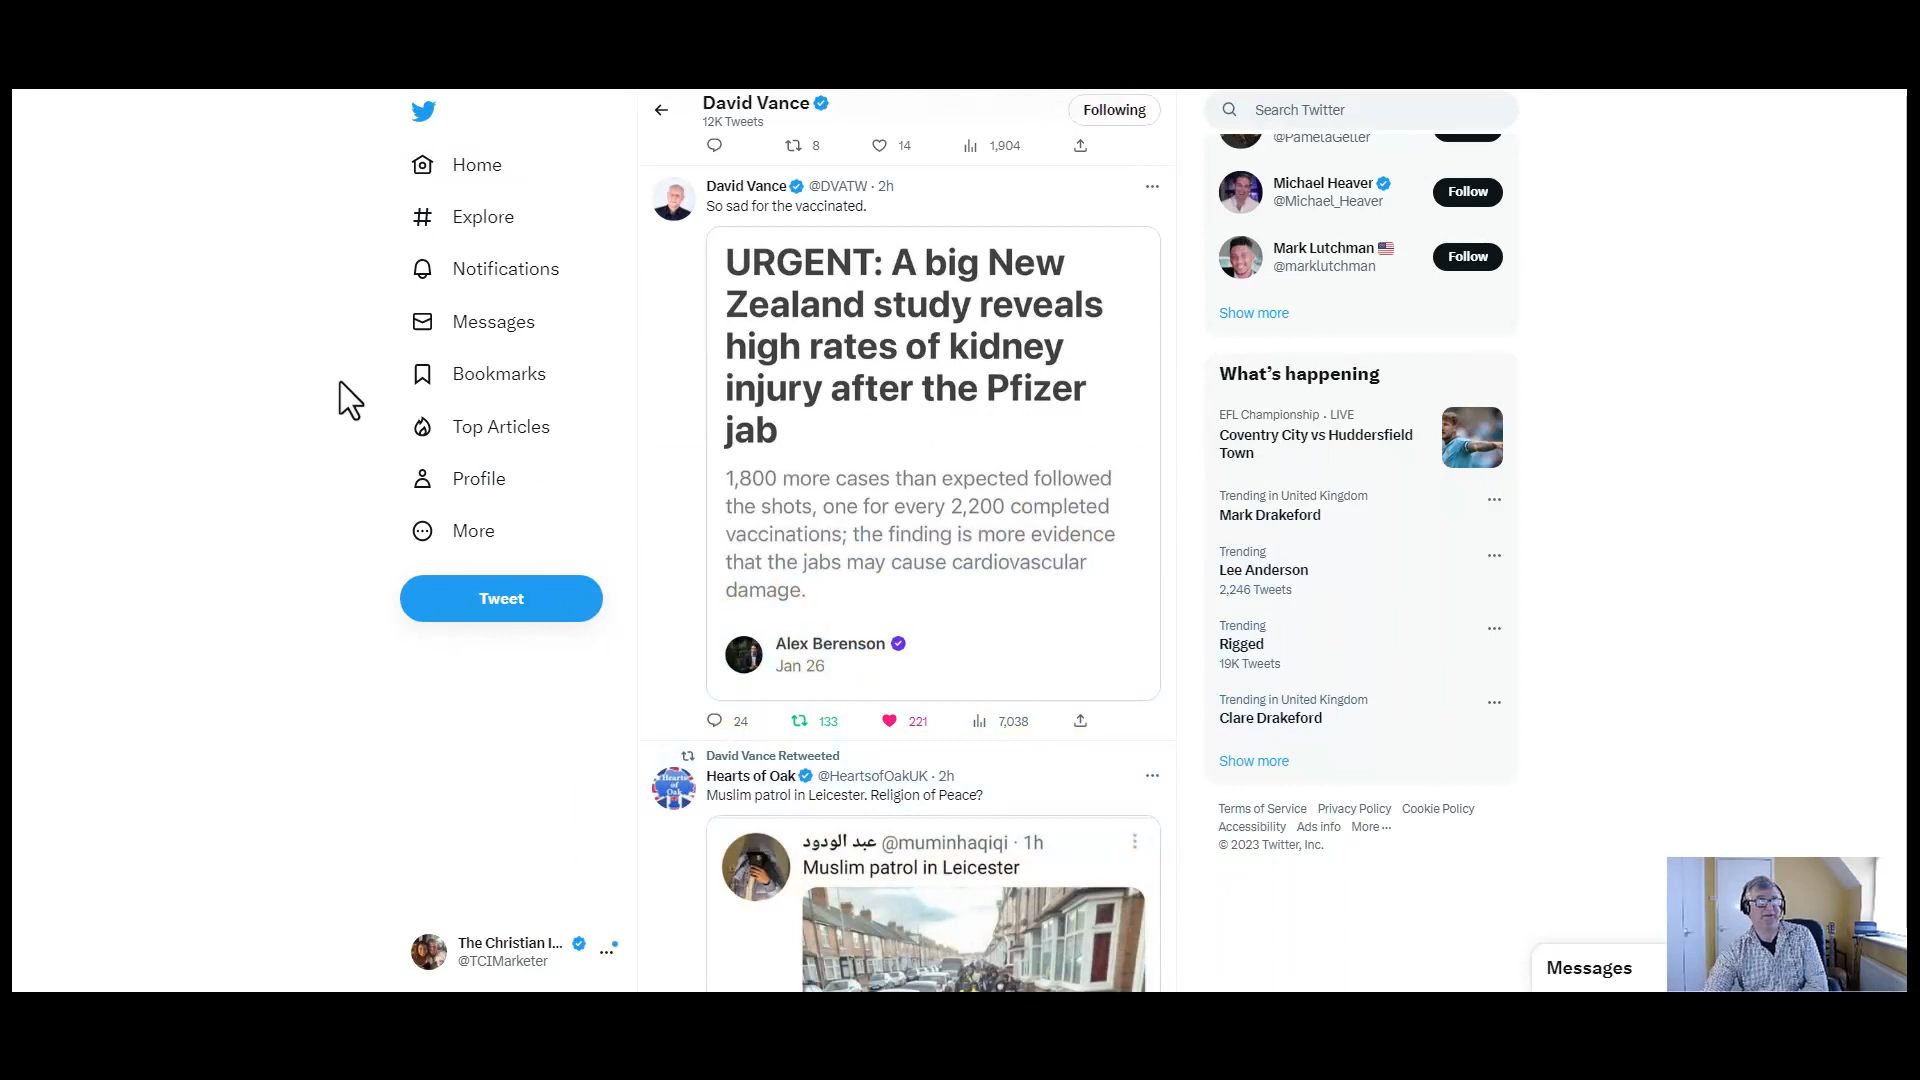 Home
Explore
Notifications
Messages
Bookmarks
Top Articles
Profile
More
Tweet
The Christian I...
@TCIMarketer
David Vance
12K Tweets
Following
8
14
1,904
David Vance @DVATW · 2h
So sad for the vaccinated.
URGENT: A big New
Zealand study reveals
high rates of kidney
injury after the Pfizer
jab
1,800 more cases than expected followed
the shots, one for every 2,200 completed
vaccinations; the finding is more evidence
that the jabs may cause cardiovascular
damage.
Alex Berenson
Jan 26
24
133
221
7,038
David Vance Retweeted
Hearts of Oak @HeartsofOakUK · 2h
Muslim patrol in Leicester. Religion of Peace?
Hearts
of
Oak
عبد الودود @muminhaqiqi · 1h
Muslim patrol in Leicester
Search Twitter
@PamelaGeller
Michael Heaver
@Michael_Heaver
Follow
Mark Lutchman
@marklutchman
Follow
Show more
What's happening
EFL Championship · LIVE
Coventry City vs Huddersfield
Town
Trending in United Kingdom
Mark Drakeford
Trending
Lee Anderson
2,246 Tweets
Trending
Rigged
19K Tweets
Trending in United Kingdom
Clare Drakeford
Show more
Terms of Service Privacy Policy Cookie Policy
Accessibility Ads info More ···
© 2023 Twitter, Inc.
Messages